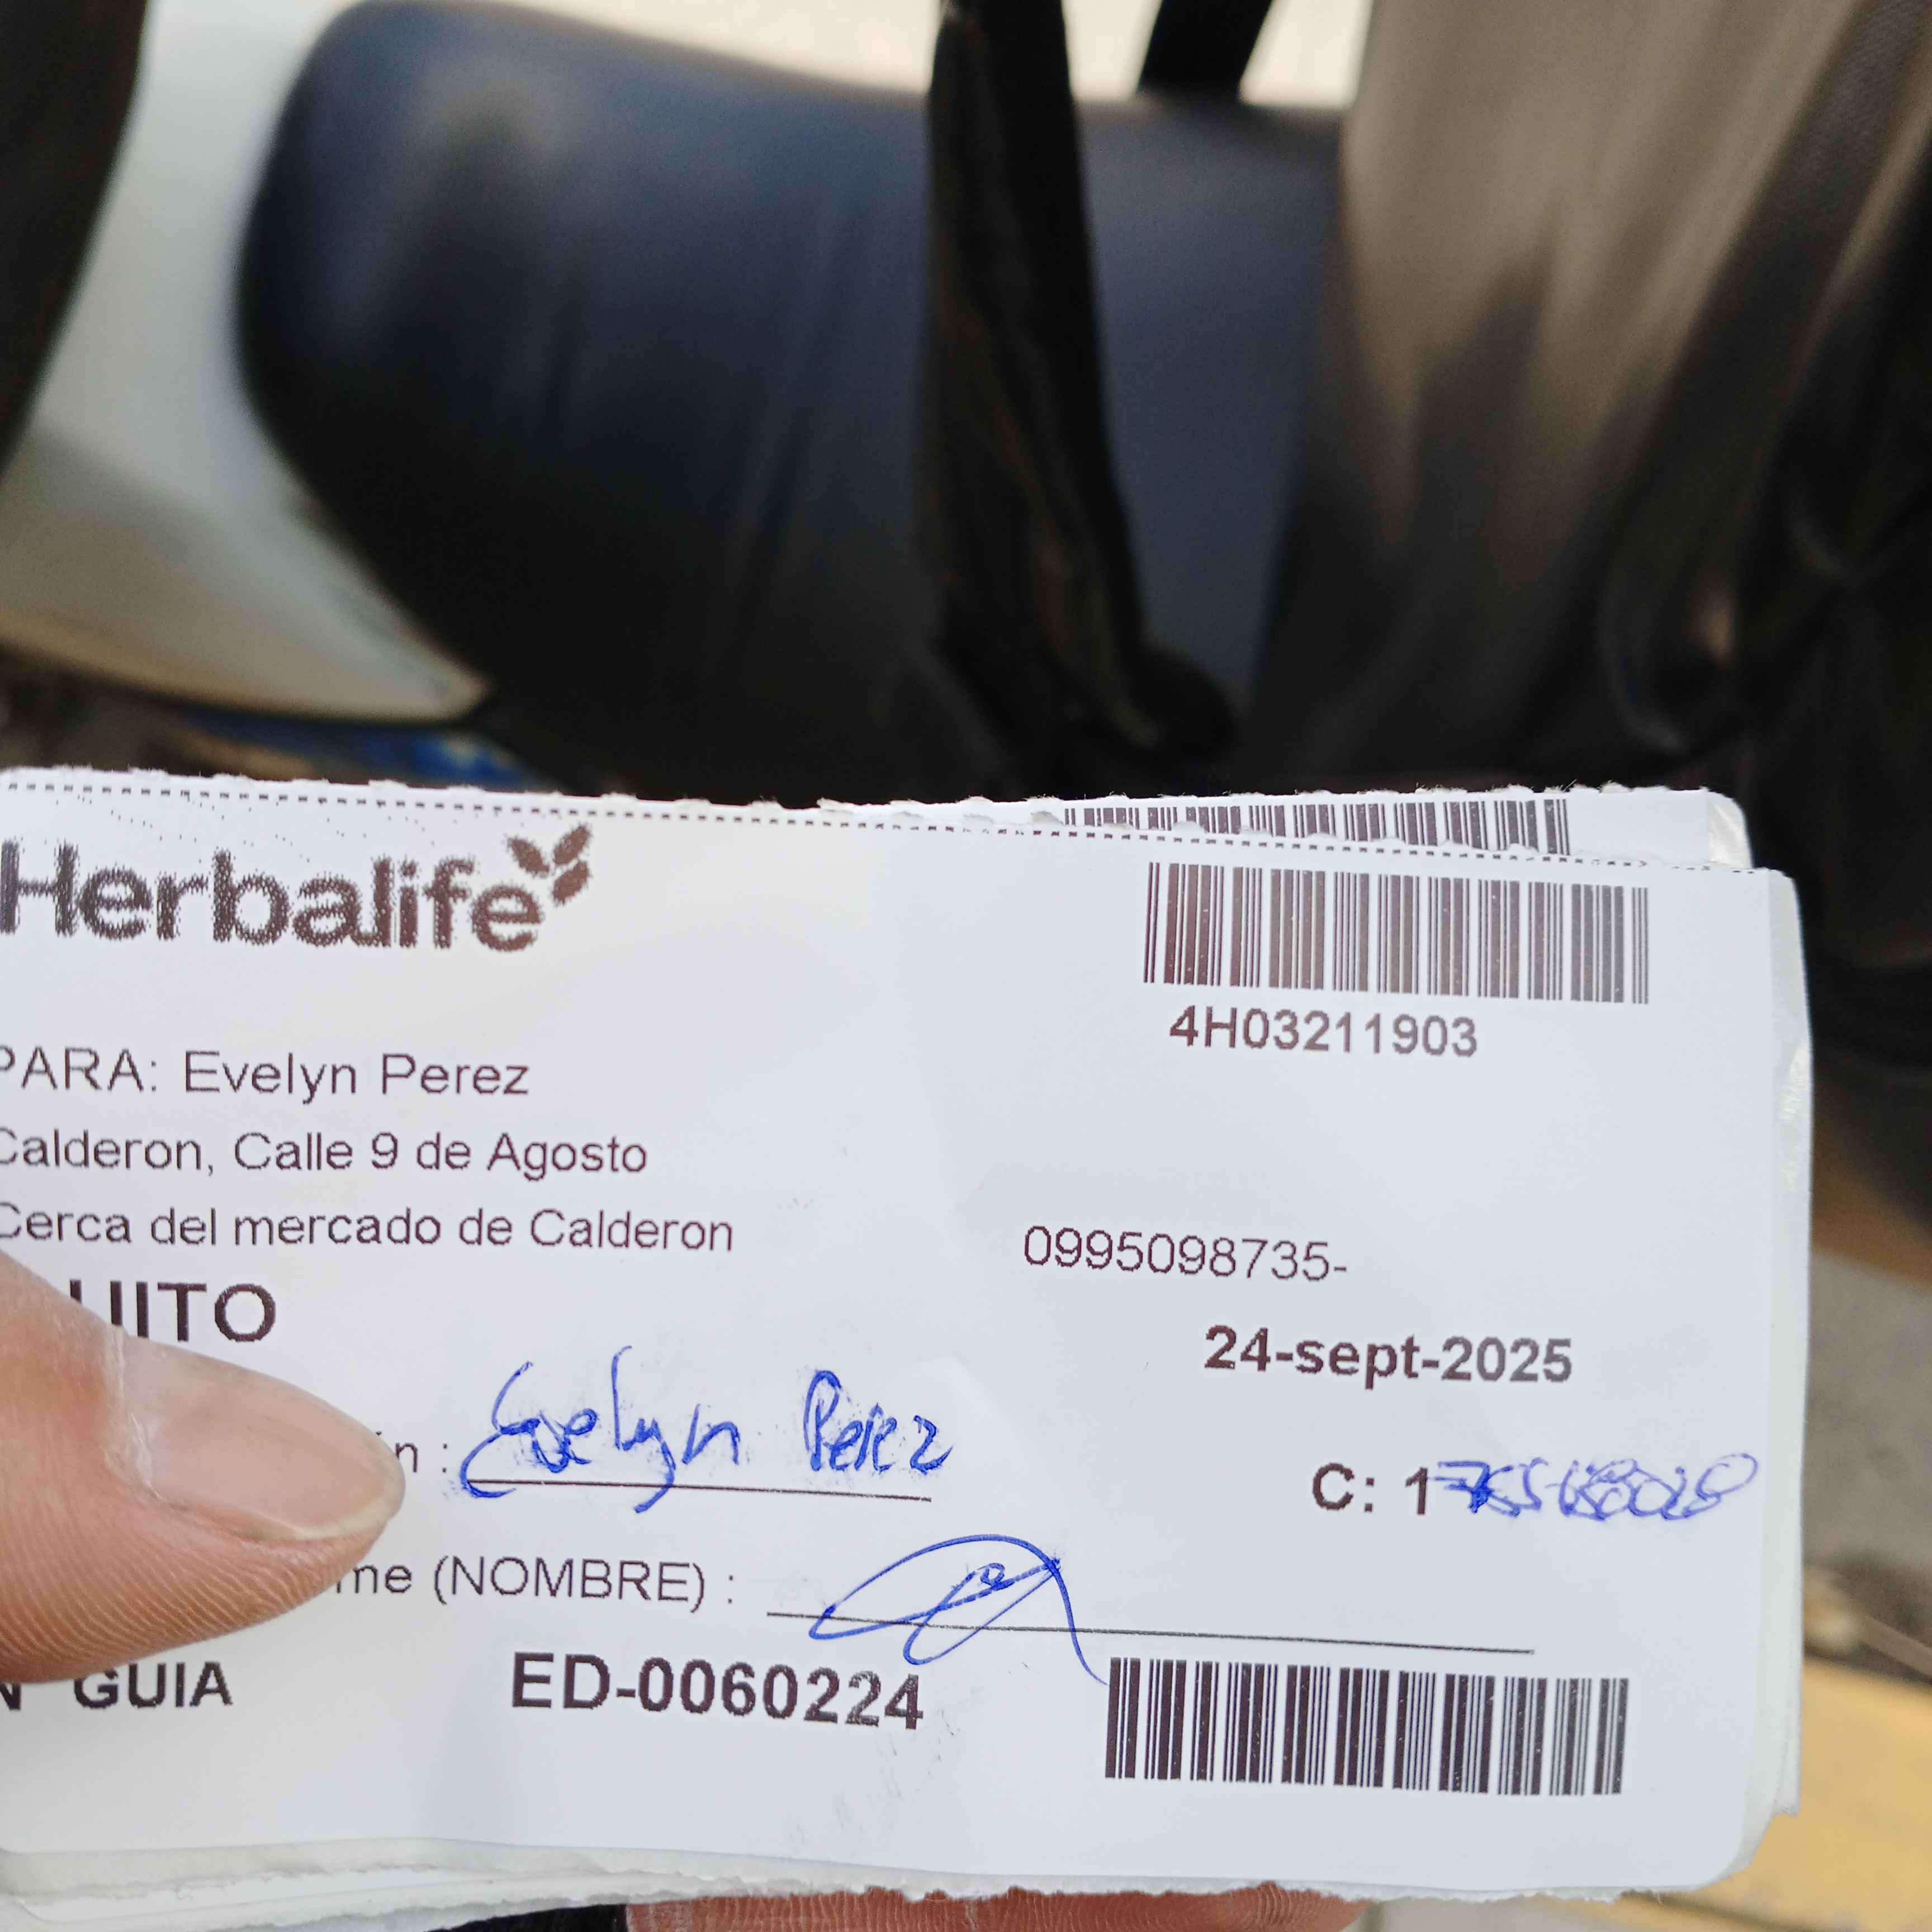 Herbalife
4H03211903
PARA: Evelyn Perez
Calderon, Calle 9 de Agosto
Cerca del mercado de Calderon
0995098735-
UITO
24-sept-2025
n : Evelyn Perez
C: 1
me (NOMBRE) :
N GUIA ED-0060224